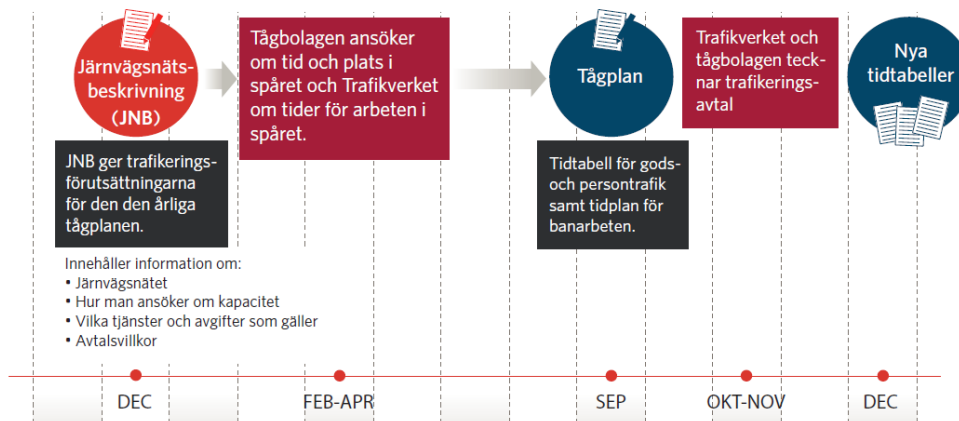 Järnvägsnäts-
beskrivning
(JNB)
JNB ger trafikerings-
förutsättningarna
för den den årliga
tågplanen.
Innehåller information om:
• Järnvägsnätet
• Hur man ansöker om kapacitet
• Vilka tjänster och avgifter som gäller
• Avtalsvillkor
Tågbolagen ansöker
om tid och plats i
spåret och Trafikverket
om tider för arbeten i
spåret.
Tågplan
Tidtabell för gods-
och persontrafik
samt tidplan för
banarbeten.
Trafikverket och
tågbolagen teck-
nar trafikerings-
avtal
Nya
tidtabeller
DEC
FEB-APR
SEP
OKT-NOV
DEC